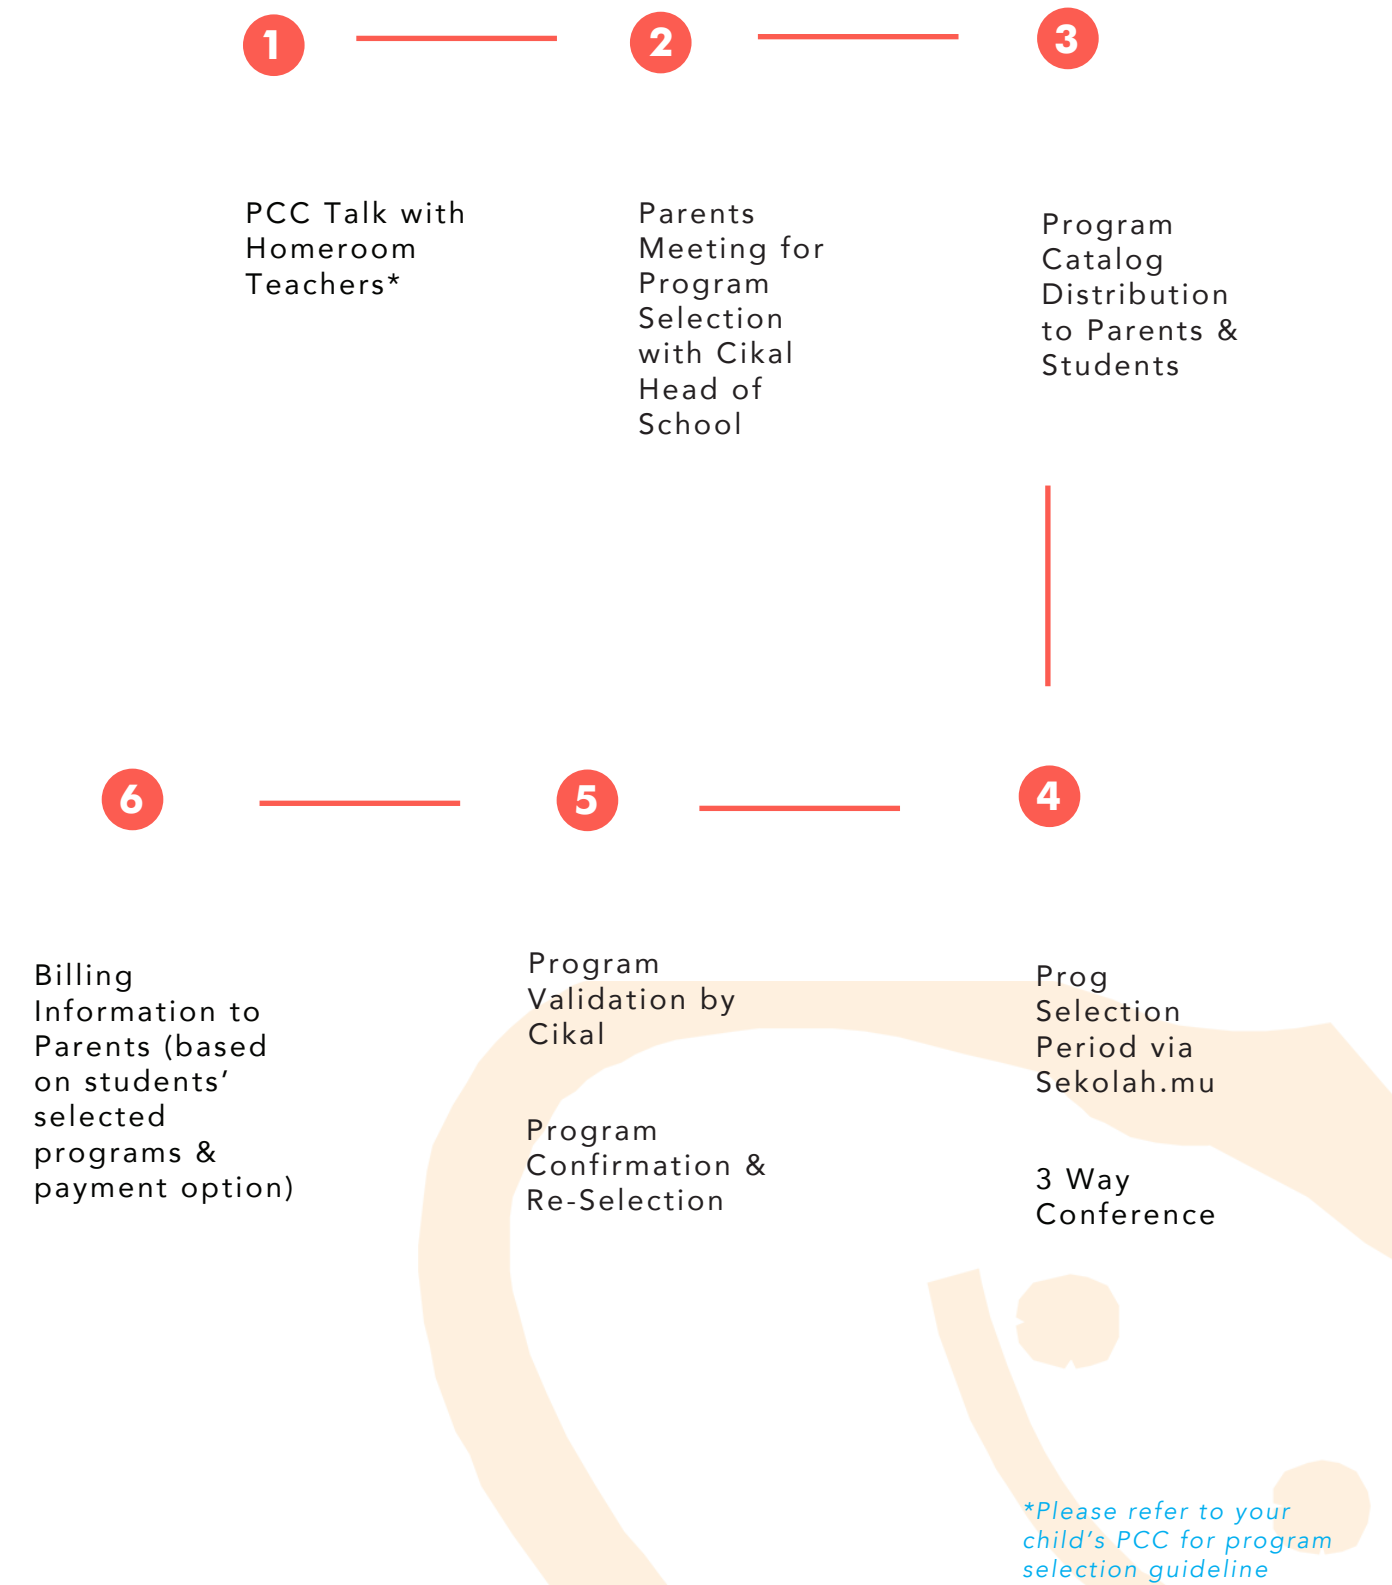 1
PCC Talk with
Homeroom
Teachers*
2
Parents
Meeting for
Program
Selection
with Cikal
Head of
School
3
Program
Catalog
Distribution
to Parents &
Students
4
Prog
Selection
Period via
Sekolah.mu
3 Way
Conference
5
Program
Validation by
Cikal
Program
Confirmation &
Re-Selection
6
Billing
Information to
Parents (based
on students’
selected
programs &
payment option)
*Please refer to your
child’s PCC for program
selection guideline